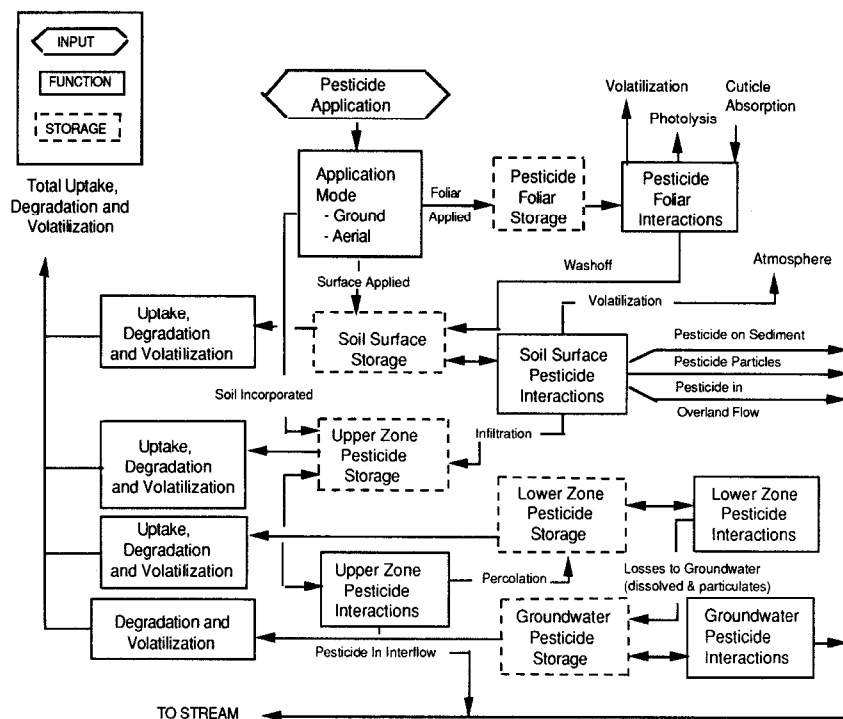 INPUT
FUNCTION
STORAGE
Total Uptake,
Degradation and
Volatilization
Pesticide
Application
Application
Mode
- Ground
- Aerial
Foliar
Applied
Pesticide
Foliar
Storage
Volatilization
Photolysis
Cuticle
Absorption
Pesticide
Foliar
Interactions
Washoff
Atmosphere
Volatilization
Surface Applied
Uptake,
Degradation
and Volatilization
Soil Surface
Storage
Soil Surface
Pesticide
Interactions
Pesticide on Sediment
Pesticide Particles
Pesticide in
Overland Flow
Soil Incorporated
Infiltration
Uptake,
Degradation
and Volatilization
Upper Zone
Pesticide
Storage
Lower Zone
Pesticide
Storage
Lower Zone
Pesticide
Interactions
Uptake,
Degradation
and Volatilization
Upper Zone
Pesticide
Interactions
Percolation
Losses to Groundwater
(dissolved & particulates)
Degradation and
Volatilization
Groundwater
Pesticide
Storage
Groundwater
Pesticide
Interactions
Pesticide In Interflow
TO STREAM